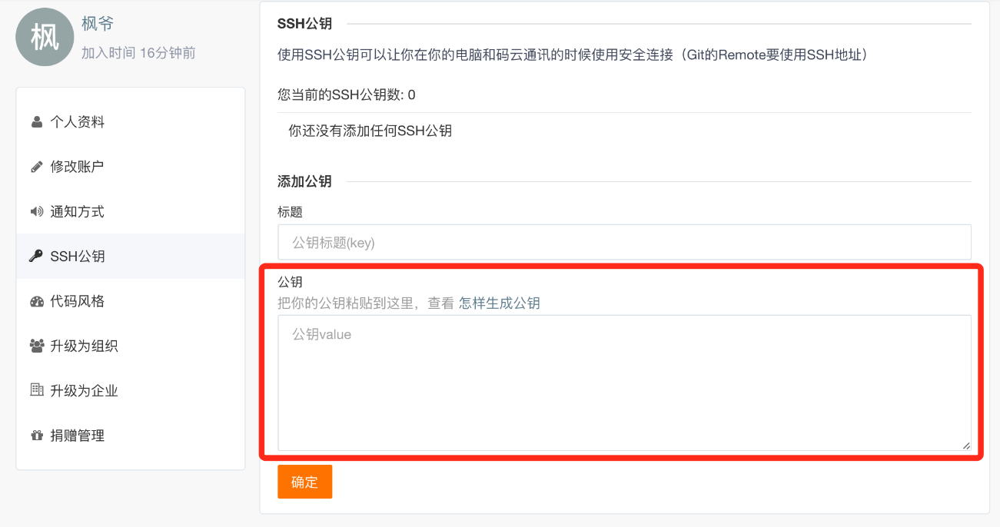 枫
枫爷
加入时间 16分钟前
个人资料
修改账户
通知方式
SSH公钥
代码风格
升级为组织
升级为企业
捐赠管理
SSH公钥
使用SSH公钥可以让你在你的电脑和码云通讯的时候使用安全连接（Git的Remote要使用SSH地址）
您当前的SSH公钥数: 0
你还没有添加任何SSH公钥
添加公钥
标题
公钥标题(key)
公钥
把你的公钥粘贴到这里，查看 怎样生成公钥
公钥value
确定